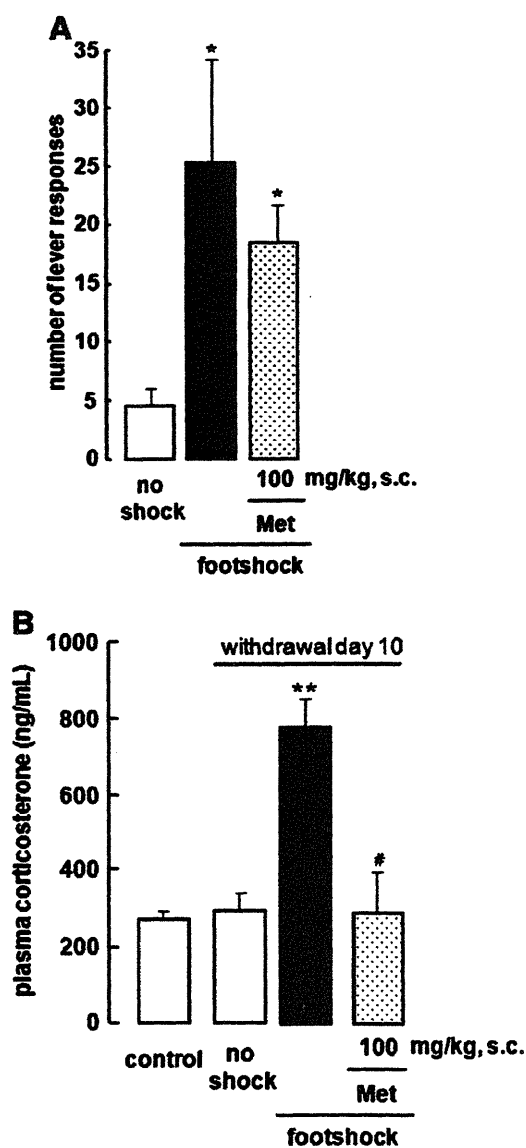 A
35
*
30
25
*
20
15
10
5
0
number of lever responses
no shock
100 mg/kg, s.c.
Met
footshock
B
1000
withdrawal day 10
**
800
600
400
#
200
0
plasma corticosterone (ng/mL)
control
no shock
100 mg/kg, s.c.
Met
footshock